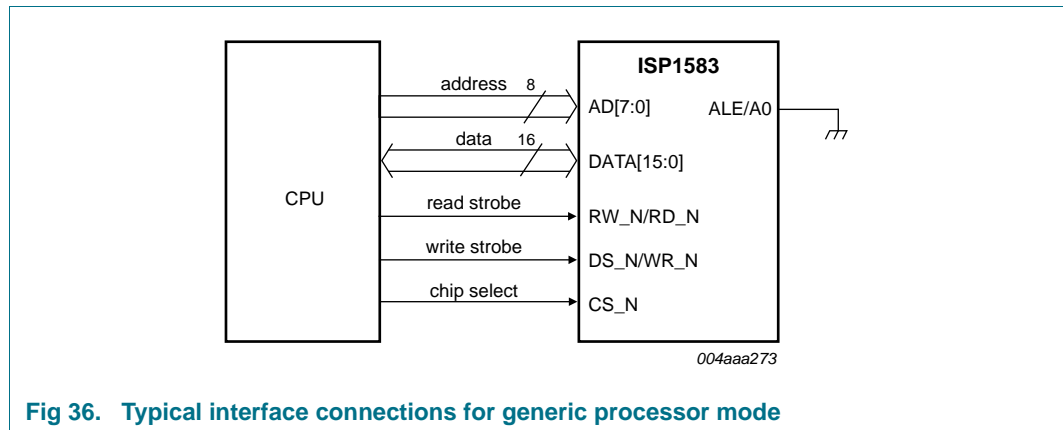 ISP1583
address 8
AD[7:0] ALE/A0
data 16
DATA[15:0]
CPU
read strobe
RW_N/RD_N
write strobe
DS_N/WR_N
chip select
CS_N
004aaa273
Fig 36. Typical interface connections for generic processor mode